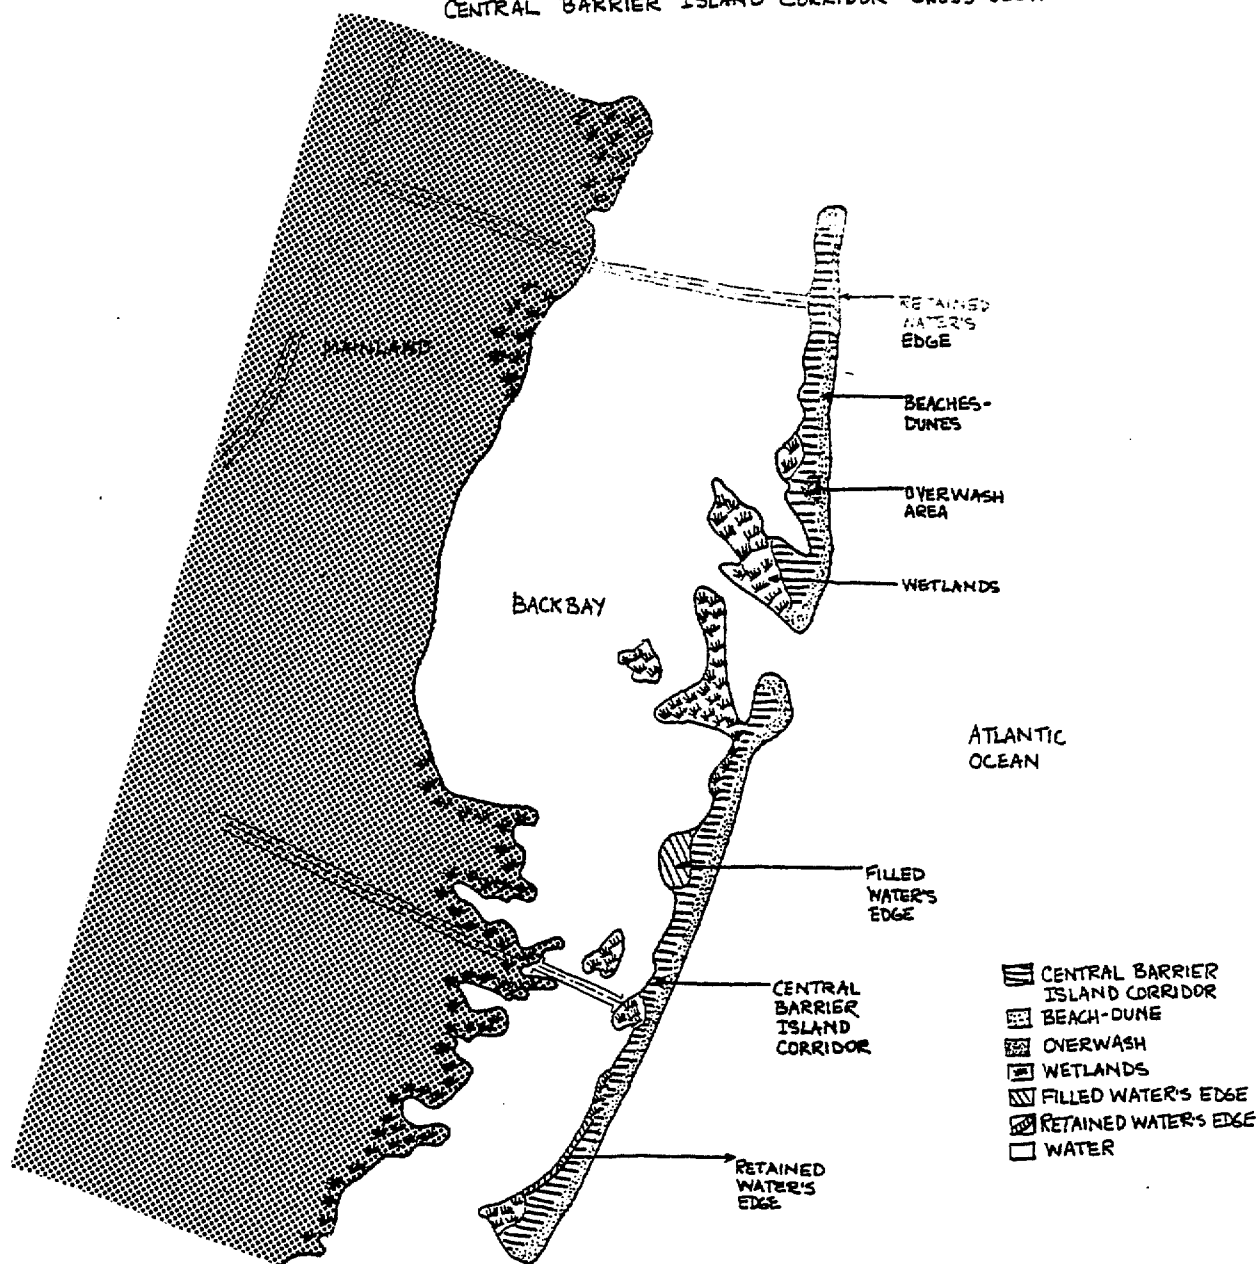 CENTRAL BARRIER ISLAND CORRIDOR
MAINLAND
RETAINED
WATER'S
EDGE
BEACHES-
DUNES
OVERWASH
AREA
WETLANDS
BACKBAY
ATLANTIC
OCEAN
FILLED
WATER'S
EDGE
CENTRAL
BARRIER
ISLAND
CORRIDOR
RETAINED
WATER'S
EDGE
CENTRAL BARRIER
ISLAND CORRIDOR
BEACH-DUNE
OVERWASH
WETLANDS
FILLED WATER'S EDGE
RETAINED WATER'S EDGE
WATER